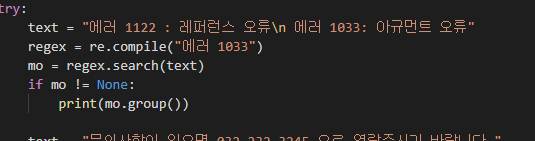 try:
text = "에러 1122 : 레퍼런스 오류\n 에러 1033: 아규먼트 오류"
regex = re.compile("에러 1033")
mo = regex.search(text)
if mo != None:
print(mo.group())
text = "문의사항이 있으면 032-232-3245 으로 연락주시기 바랍니다."